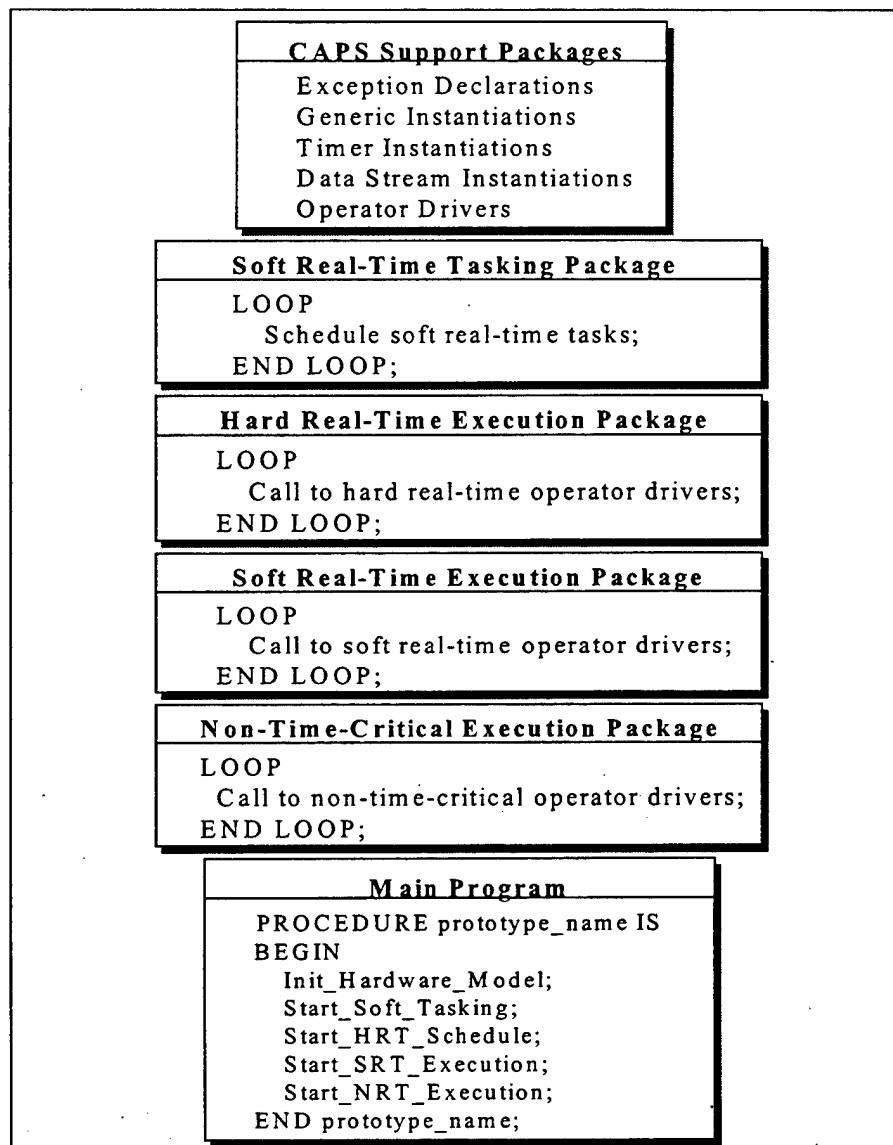 CAPS Support Packages
Exception Declarations
Generic Instantiations
Timer Instantiations
Data Stream Instantiations
Operator Drivers
Soft Real-Time Tasking Package
LOOP
Schedule soft real-time tasks;
END LOOP;
Hard Real-Time Execution Package
LOOP
Call to hard real-time operator drivers;
END LOOP;
Soft Real-Time Execution Package
LOOP
Call to soft real-time operator drivers;
END LOOP;
Non-Time-Critical Execution Package
LOOP
Call to non-time-critical operator drivers;
END LOOP;
Main Program
PROCEDURE prototype_name IS
BEGIN
Init_Hardware_Model;
Start_Soft_Tasking;
Start_HRT_Schedule;
Start_SRT_Execution;
Start_NRT_Execution;
END prototype_name;